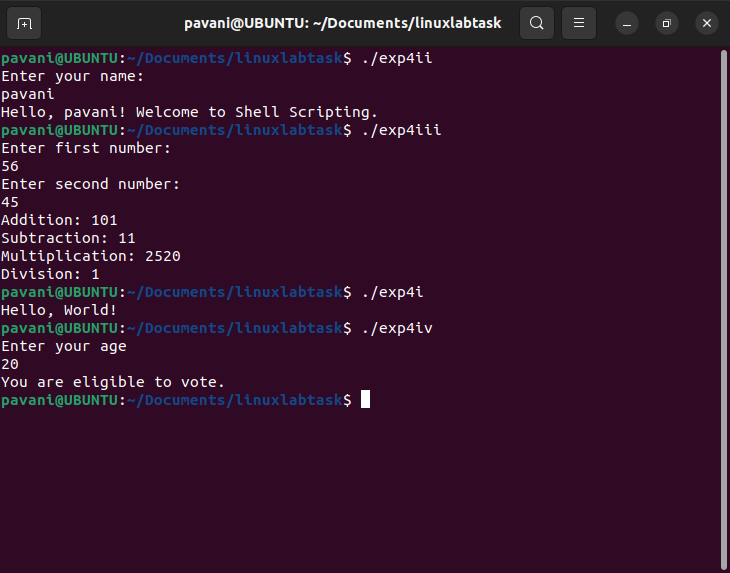 pavani@UBUNTU: ~/Documents/linuxlabtask
pavani@UBUNTU:~/Documents/linuxlabtask$ ./exp4ii
Enter your name:
pavani
Hello, pavani! Welcome to Shell Scripting.
pavani@UBUNTU:~/Documents/linuxlabtask$ ./exp4iii
Enter first number:
56
Enter second number:
45
Addition: 101
Subtraction: 11
Multiplication: 2520
Division: 1
pavani@UBUNTU:~/Documents/linuxlabtask$ ./exp4i
Hello, World!
pavani@UBUNTU:~/Documents/linuxlabtask$ ./exp4iv
Enter your age
20
You are eligible to vote.
pavani@UBUNTU:~/Documents/linuxlabtask$